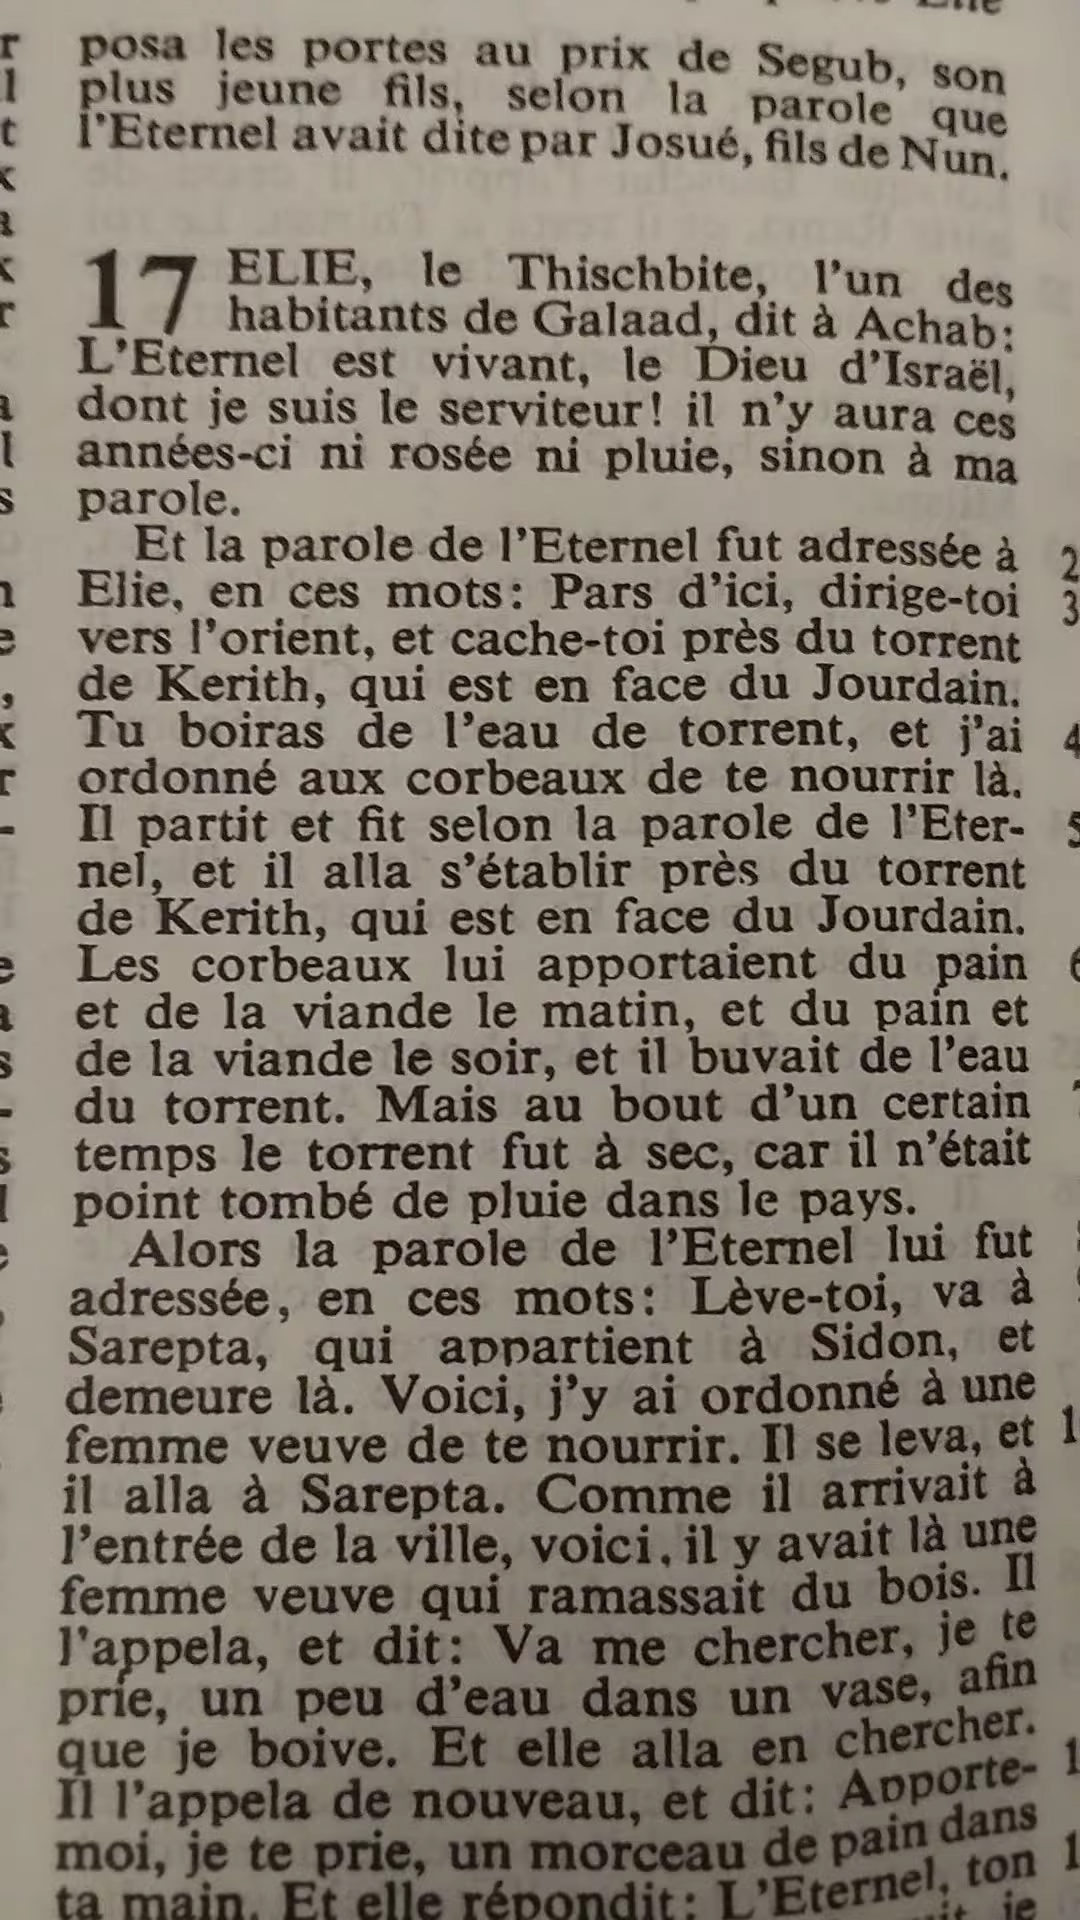 posa les portes au prix de Segub, son
plus jeune fils, selon la parole que
l'Eternel avait dite par Josué, fils de Nun.
17 ELIE, le Thischbite, l'un des
habitants de Galaad, dit à Achab:
L'Eternel est vivant, le Dieu d'Israël,
dont je suis le serviteur! il n'y aura ces
années-ci ni rosée ni pluie, sinon à ma
parole.
Et la parole de l'Eternel fut adressée à 2
Elie, en ces mots: Pars d'ici, dirige-toi 3
vers l'orient, et cache-toi près du torrent
de Kerith, qui est en face du Jourdain.
Tu boiras de l'eau de torrent, et j'ai 4
ordonné aux corbeaux de te nourrir là.
Il partit et fit selon la parole de l'Eter- 5
nel, et il alla s'établir près du torrent
de Kerith, qui est en face du Jourdain.
Les corbeaux lui apportaient du pain 6
et de la viande le matin, et du pain et
de la viande le soir, et il buvait de l'eau
du torrent. Mais au bout d'un certain
temps le torrent fut à sec, car il n'était
point tombé de pluie dans le pays.
Alors la parole de l'Eternel lui fut
adressée, en ces mots: Lève-toi, va à
Sarepta, qui appartient à Sidon, et
demeure là. Voici, j'y ai ordonné à une
femme veuve de te nourrir. Il se leva, et
il alla à Sarepta. Comme il arrivait à
l'entrée de la ville, voici, il y avait là une
femme veuve qui ramassait du bois. Il
l'appela, et dit: Va me chercher, je te
prie, un peu d'eau dans un vase, afin
que je boive. Et elle alla en chercher.
Il l'appela de nouveau, et dit: Apporte-
moi, je te prie, un morceau de pain dans
ta main. Et elle répondit: L'Eternel, ton
je